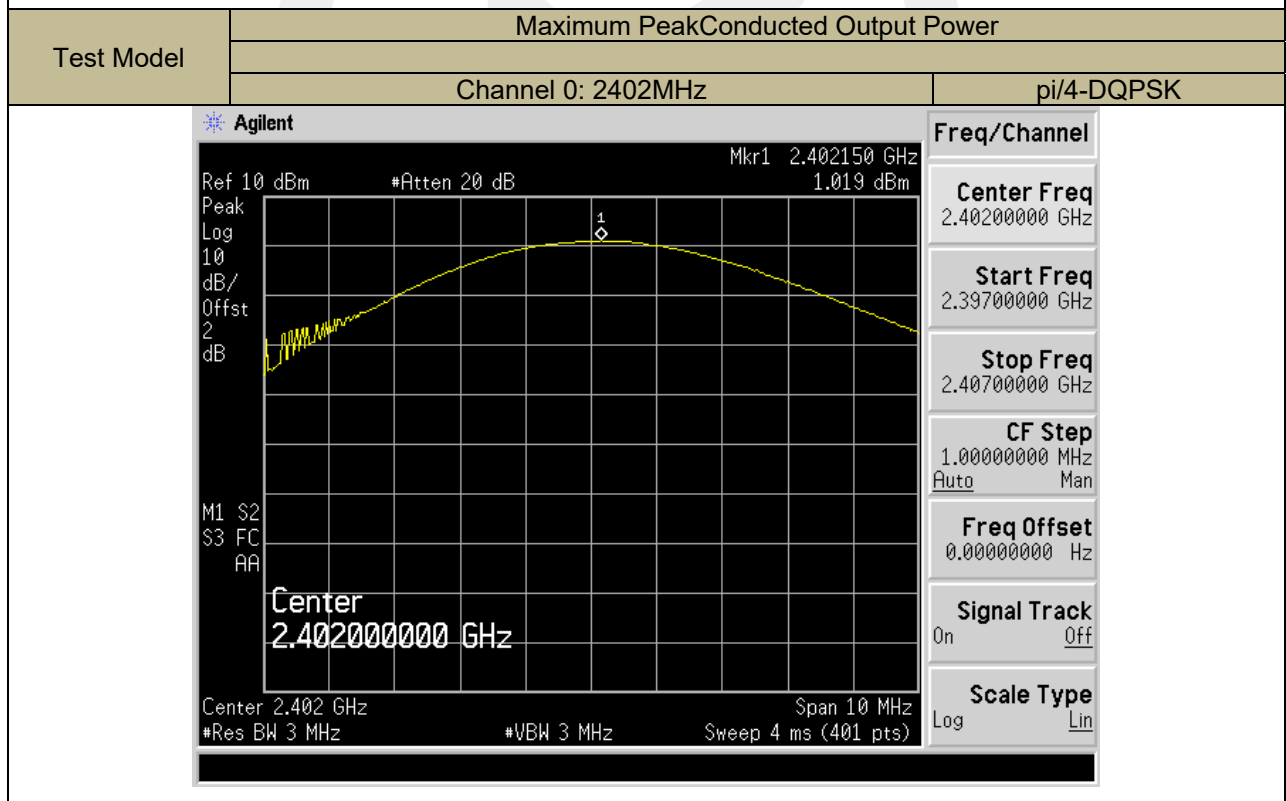 Test Model
Maximum PeakConducted Output Power
Channel 0: 2402MHz
pi/4-DQPSK
Agilent
Mkr1 2.402150 GHz
Ref 10 dBm #Atten 20 dB 1.019 dBm
Peak
Log
10
dB/
Offst
2
dB
1
M1 S2
S3 FC
AA
Center
2.402000000 GHz
Center 2.402 GHz Span 10 MHz
#Res BW 3 MHz #VBW 3 MHz Sweep 4 ms (401 pts)
Freq/Channel
Center Freq
2.40200000 GHz
Start Freq
2.39700000 GHz
Stop Freq
2.40700000 GHz
CF Step
1.00000000 MHz
Auto Man
Freq Offset
0.00000000 Hz
Signal Track
On Off
Scale Type
Log Lin